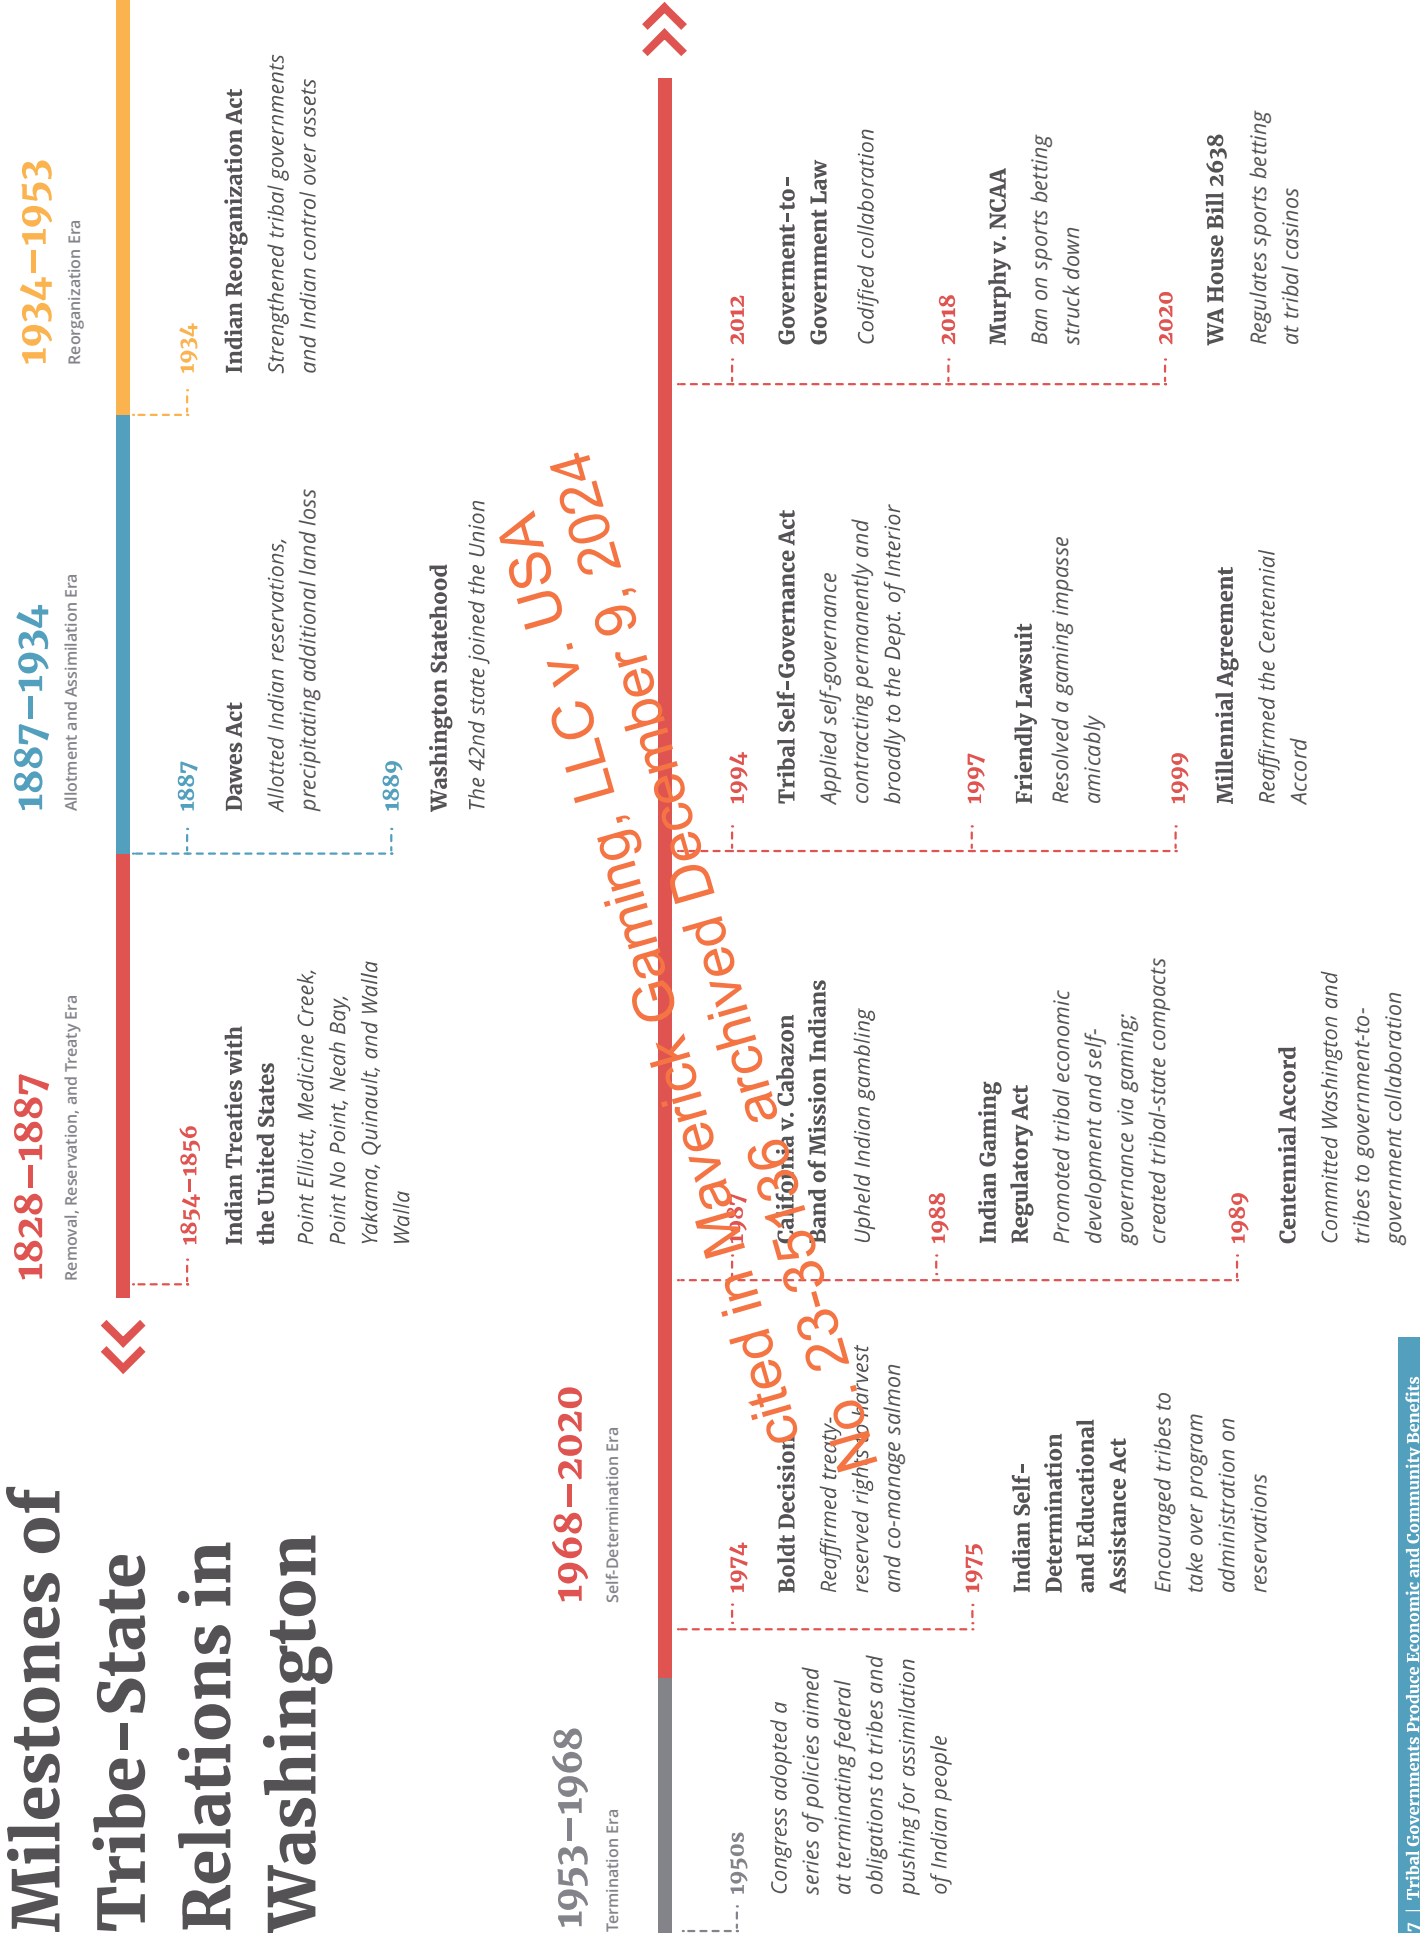 Milestones of
Tribe-State
Relations in
Washington
1828–1887
Removal, Reservation, and Treaty Era
1854–1856
Indian Treaties with
the United States
Point Elliott, Medicine Creek,
Point No Point, Neah Bay,
Yakama, Quinault, and Walla
Walla
1887–1934
Allotment and Assimilation Era
1887
Dawes Act
Allotted Indian reservations,
precipitating additional land loss
1889
Washington Statehood
The 42nd state joined the Union
1934–1953
Reorganization Era
1934
Indian Reorganization Act
Strengthened tribal governments
and Indian control over assets
1953–1968
Termination Era
1950s
Congress adopted a
series of policies aimed
at terminating federal
obligations to tribes and
pushing for assimilation
of Indian people
1968–2020
Self-Determination Era
1974
Boldt Decision
Reaffirmed treaty-
reserved rights to harvest
and co-manage salmon
1975
Indian Self-
Determination
and Educational
Assistance Act
Encouraged tribes to
take over program
administration on
reservations
1987
California v. Cabazon
Band of Mission Indians
Upheld Indian gambling
1988
Indian Gaming
Regulatory Act
Promoted tribal economic
development and self-
governance via gaming;
created tribal-state compacts
1989
Centennial Accord
Committed Washington and
tribes to government-to-
government collaboration
1994
Tribal Self-Governance Act
Applied self-governance
contracting permanently and
broadly to the Dept. of Interior
1997
Friendly Lawsuit
Resolved a gaming impasse
amicably
1999
Millennial Agreement
Reaffirmed the Centennial
Accord
2012
Goverment-to-
Government Law
Codified collaboration
2018
Murphy v. NCAA
Ban on sports betting
struck down
2020
WA House Bill 2638
Regulates sports betting
at tribal casinos
cited in Maverick Gaming, LLC v. USA
No. 23-35136 archived December 9, 2024
7 | Tribal Governments Produce Economic and Community Benefits